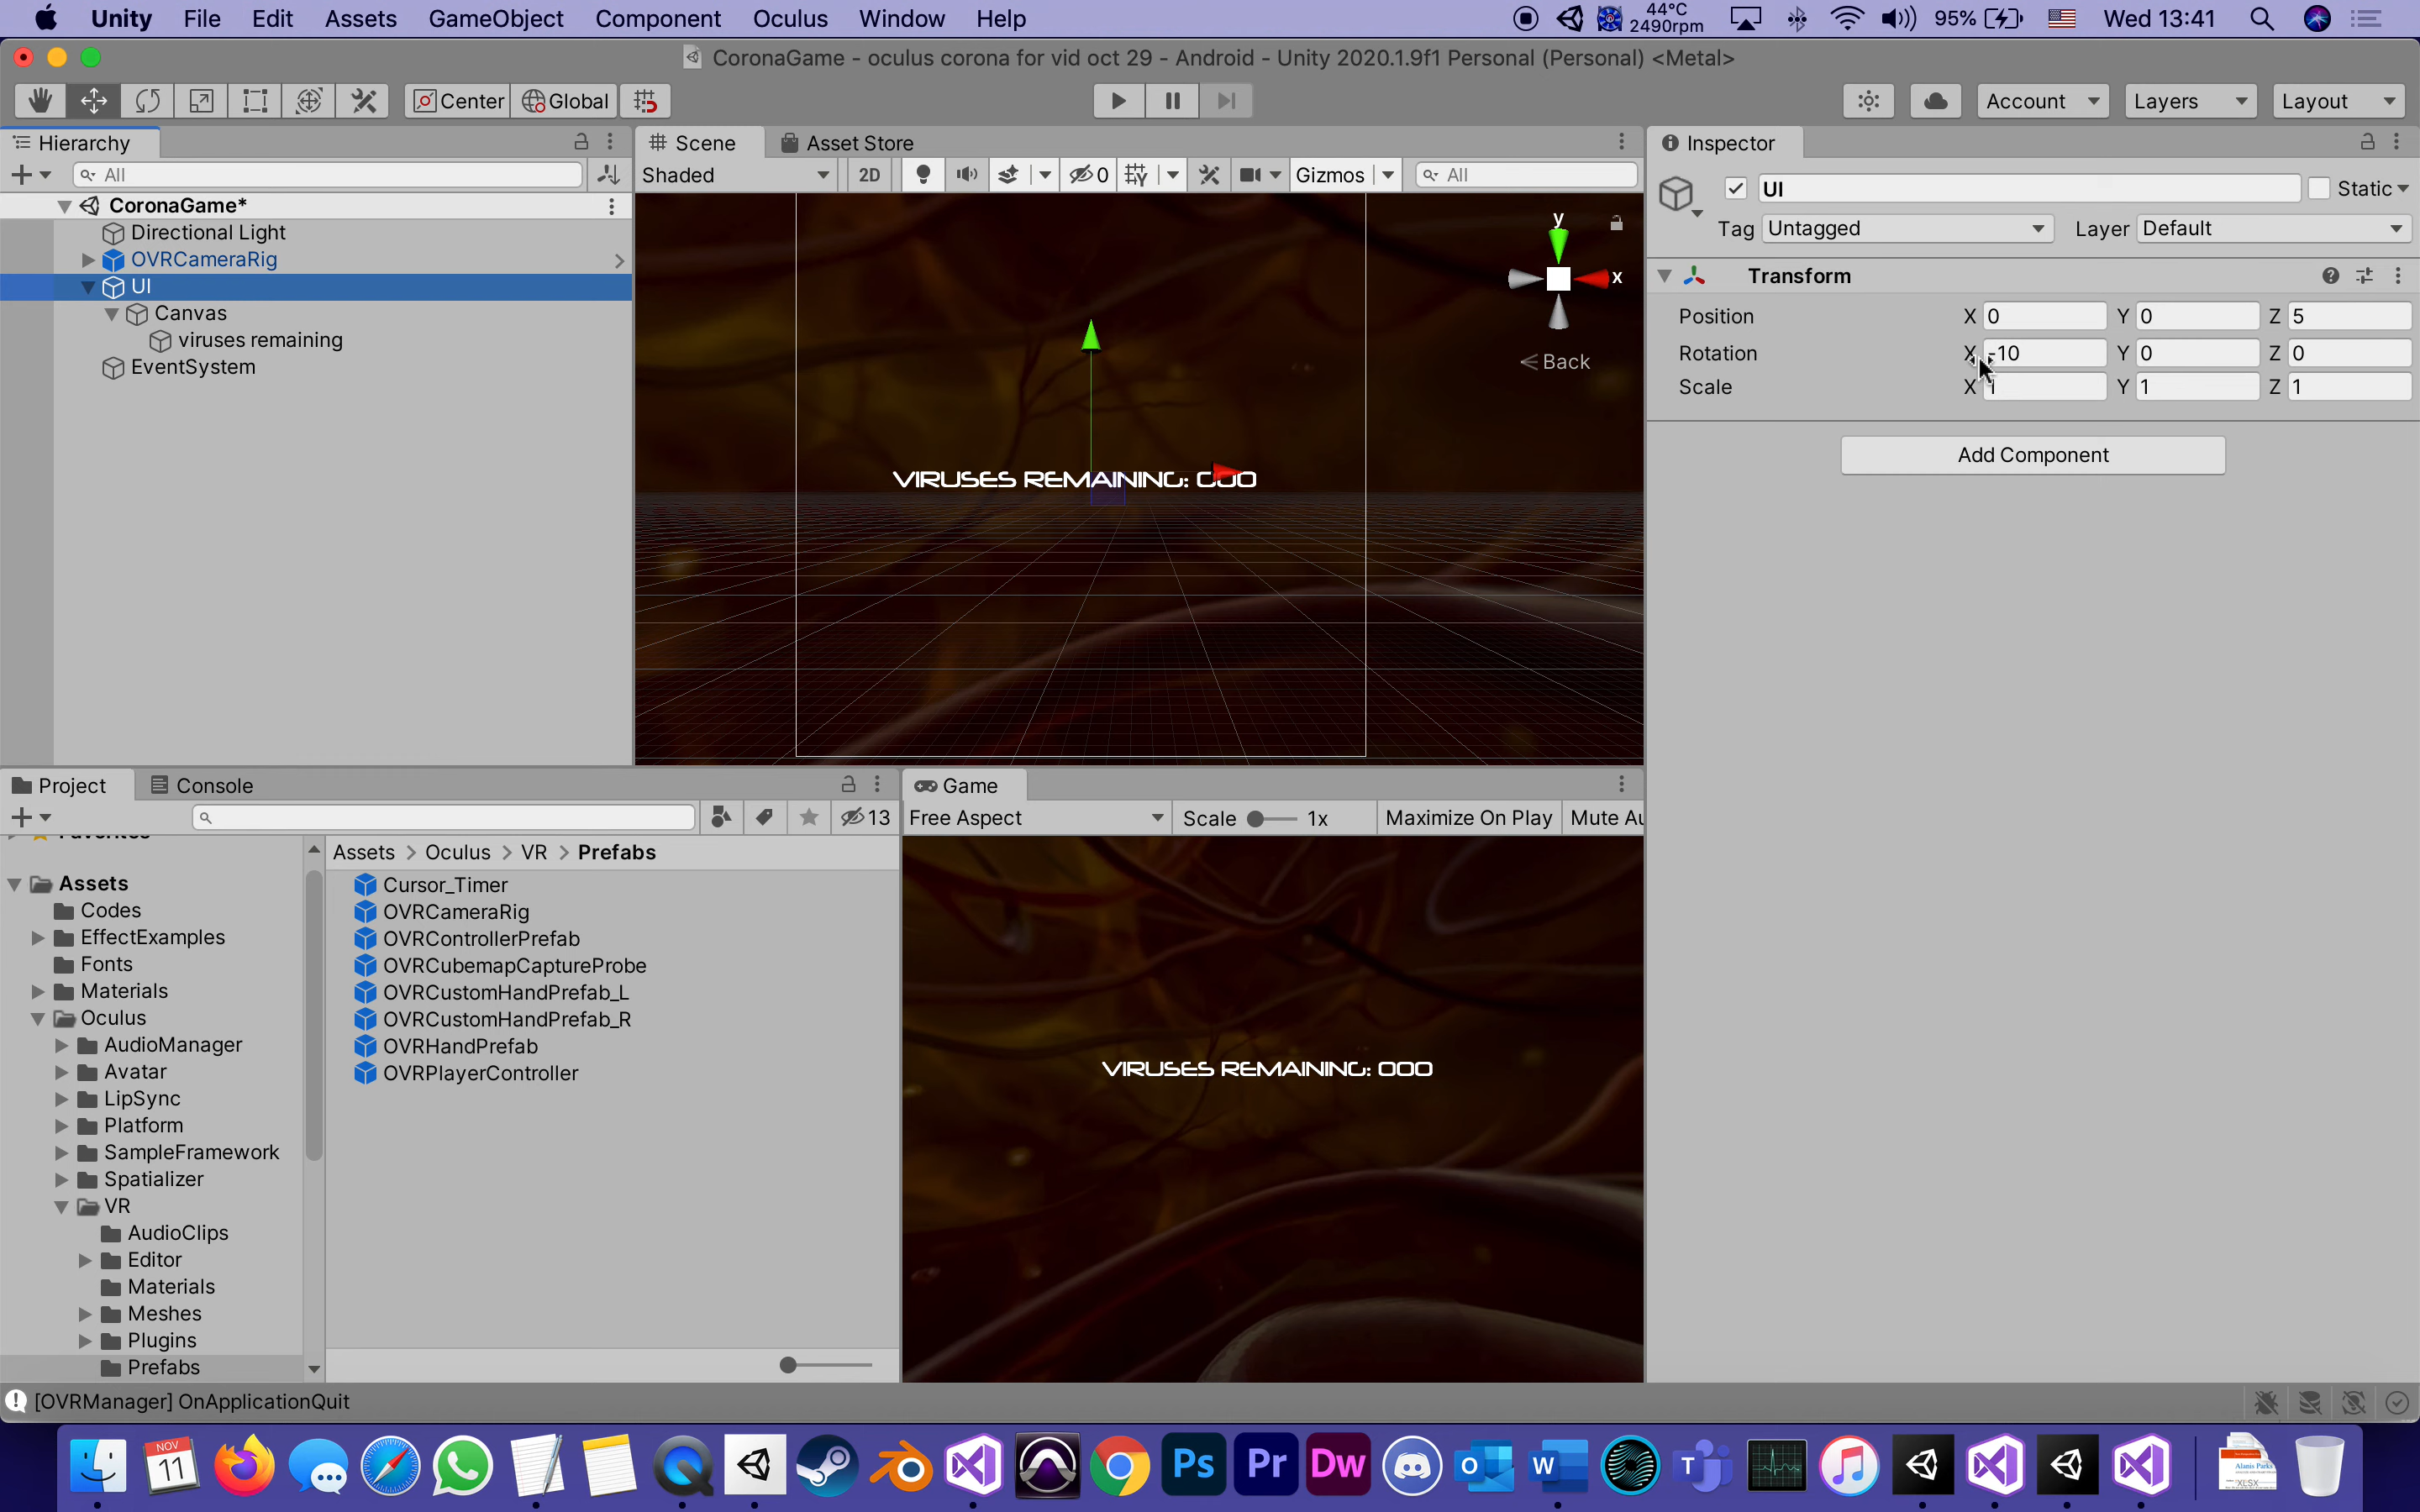 Unity File Edit Assets GameObject Component Oculus Window Help 44°C 2490rpm 95% Wed 13:41
CoronaGame - oculus corona for vid oct 29 - Android - Unity 2020.1.9f1 Personal (Personal) <Metal>
Center Global Account Layers Layout
Hierarchy
All
CoronaGame*
Directional Light
OVRCameraRig
UI
Canvas
viruses remaining
EventSystem
Scene Asset Store
Shaded 2D 0 Gizmos All
y
x
Back
VIRUSES REMAINING: 000
Inspector
UI Static
Tag Untagged Layer Default
Transform
Position X 0 Y 0 Z 5
Rotation X -10 Y 0 Z 0
Scale X 1 Y 1 Z 1
Add Component
Project Console
13
Favorites
Assets
Codes
EffectExamples
Fonts
Materials
Oculus
AudioManager
Avatar
LipSync
Platform
SampleFramework
Spatializer
VR
AudioClips
Editor
Materials
Meshes
Plugins
Prefabs
Assets > Oculus > VR > Prefabs
Cursor_Timer
OVRCameraRig
OVRControllerPrefab
OVRCubemapCaptureProbe
OVRCustomHandPrefab_L
OVRCustomHandPrefab_R
OVRHandPrefab
OVRPlayerController
Game
Free Aspect Scale 1x Maximize On Play Mute Au
VIRUSES REMAINING: 000
[OVRManager] OnApplicationQuit
NOV
11
Ps Pr Dw O W T
Alanis Parks
XLSX